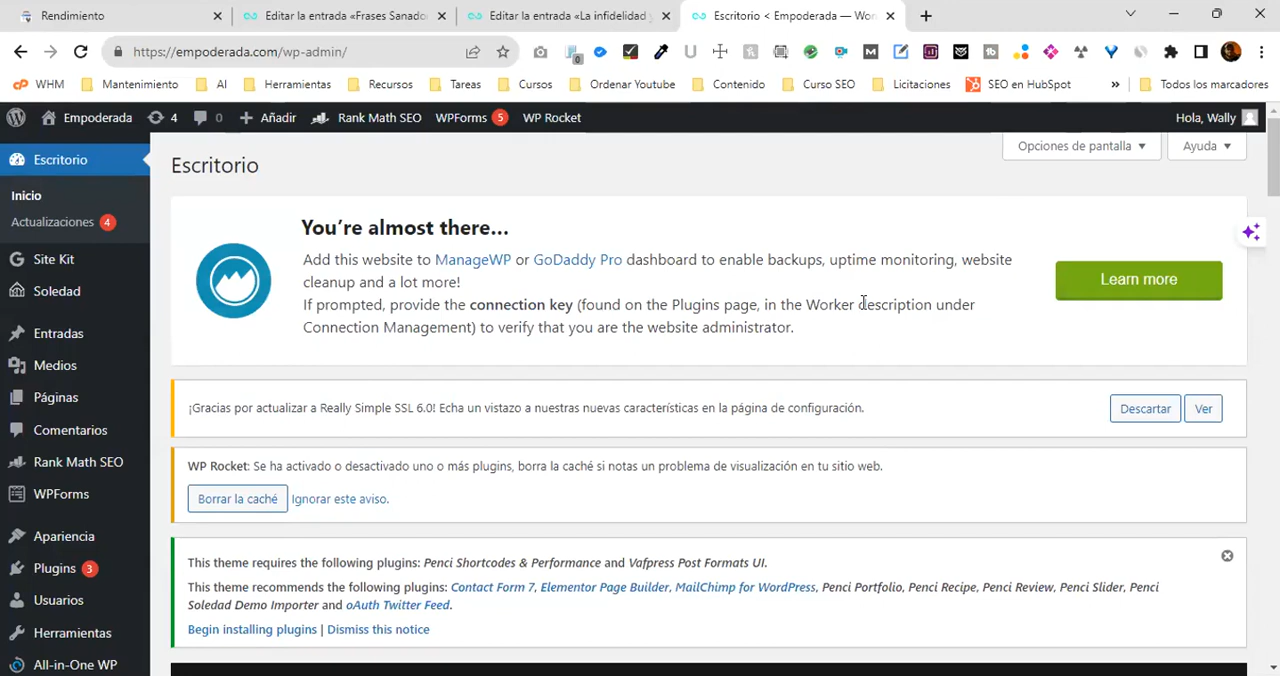 Rendimiento
Editar la entrada «Frases Sanado
Editar la entrada «La infidelidad y
Escritorio < Empoderada — Wor
https://empoderada.com/wp-admin/
WHM
Mantenimiento
AI
Herramientas
Recursos
Tareas
Cursos
Ordenar Youtube
Contenido
Curso SEO
Licitaciones
SEO en HubSpot
»
Todos los marcadores
Empoderada
4
0
Añadir
Rank Math SEO
WPForms 5
WP Rocket
Hola, Wally
Escritorio
Inicio
Actualizaciones 4
Site Kit
Soledad
Entradas
Medios
Páginas
Comentarios
Rank Math SEO
WPForms
Apariencia
Plugins 3
Usuarios
Herramientas
All-in-One WP
Escritorio
Opciones de pantalla ▼
Ayuda ▼
You’re almost there…
Add this website to ManageWP or GoDaddy Pro dashboard to enable backups, uptime monitoring, website
cleanup and a lot more!
If prompted, provide the connection key (found on the Plugins page, in the Worker description under
Connection Management) to verify that you are the website administrator.
Learn more
¡Gracias por actualizar a Really Simple SSL 6.0! Echa un vistazo a nuestras nuevas características en la página de configuración.
Descartar
Ver
WP Rocket: Se ha activado o desactivado uno o más plugins, borra la caché si notas un problema de visualización en tu sitio web.
Borrar la caché
Ignorar este aviso.
This theme requires the following plugins: Penci Shortcodes & Performance and Vafpress Post Formats UI.
This theme recommends the following plugins: Contact Form 7, Elementor Page Builder, MailChimp for WordPress, Penci Portfolio, Penci Recipe, Penci Review, Penci Slider, Penci
Soledad Demo Importer and oAuth Twitter Feed.
Begin installing plugins | Dismiss this notice